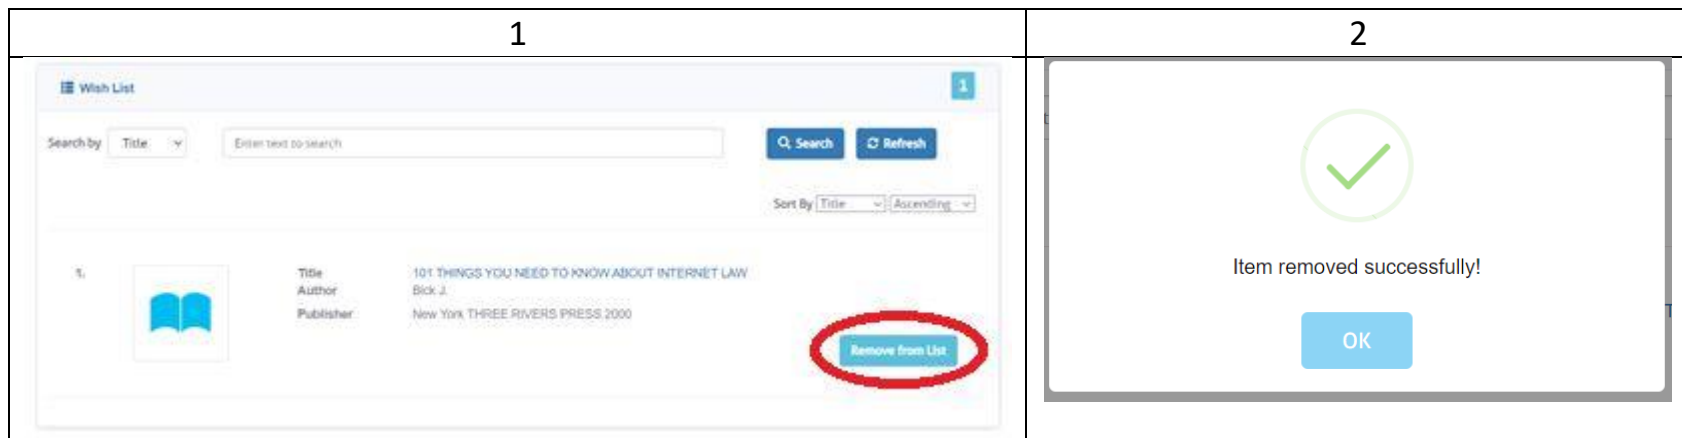 1
2
Wish List
1
Search by Title Enter text to search Search Refresh
Sort By Title Ascending
1.
Title 101 THINGS YOU NEED TO KNOW ABOUT INTERNET LAW
Author Bick J.
Publisher New York THREE RIVERS PRESS 2000
Remove from List
Item removed successfully!
OK